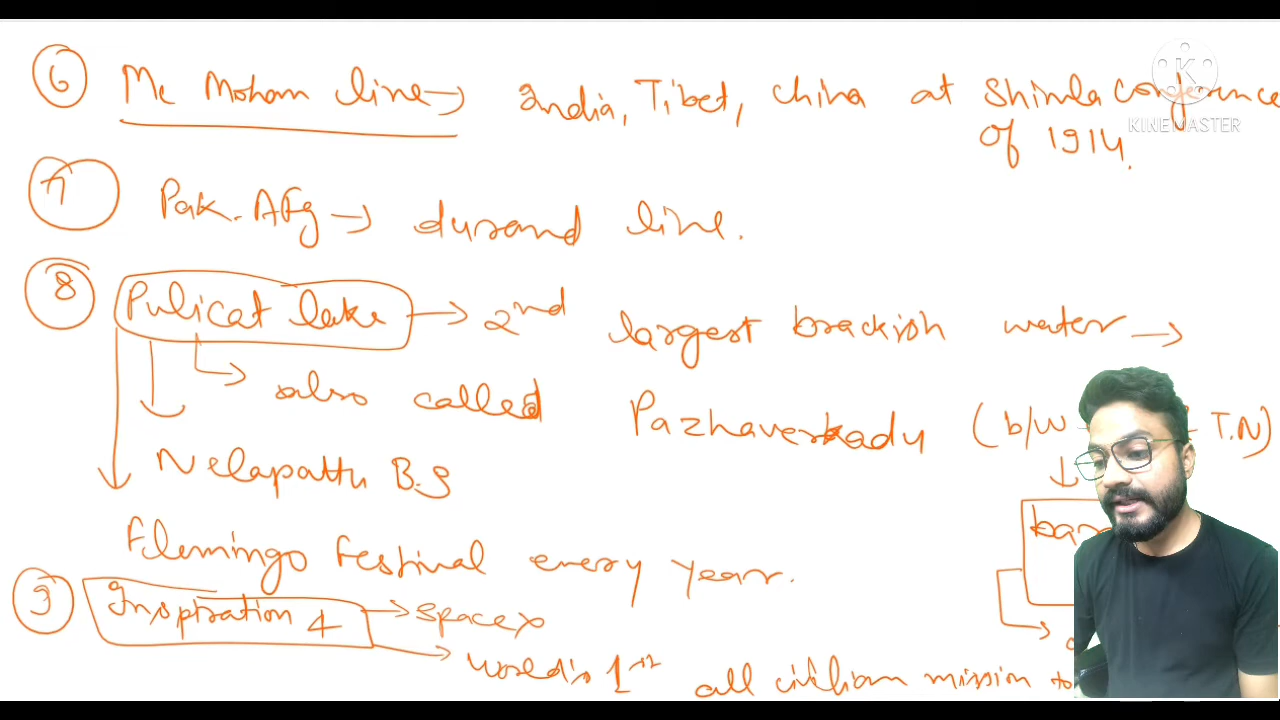 6 Mc Moham line → India, Tibet, China at Shimla Conference
of 1914.
7 Pak. AFg → durand line.
8 Pulicat lake → 2nd largest brackish water →
also called Pazhaverkadu (b/w T.N)
Nelapattu B.S
bar
Flemingo Festival every year.
9 Inspiration 4 → spacex
World's 1st all civilian mission to
KINEMASTER